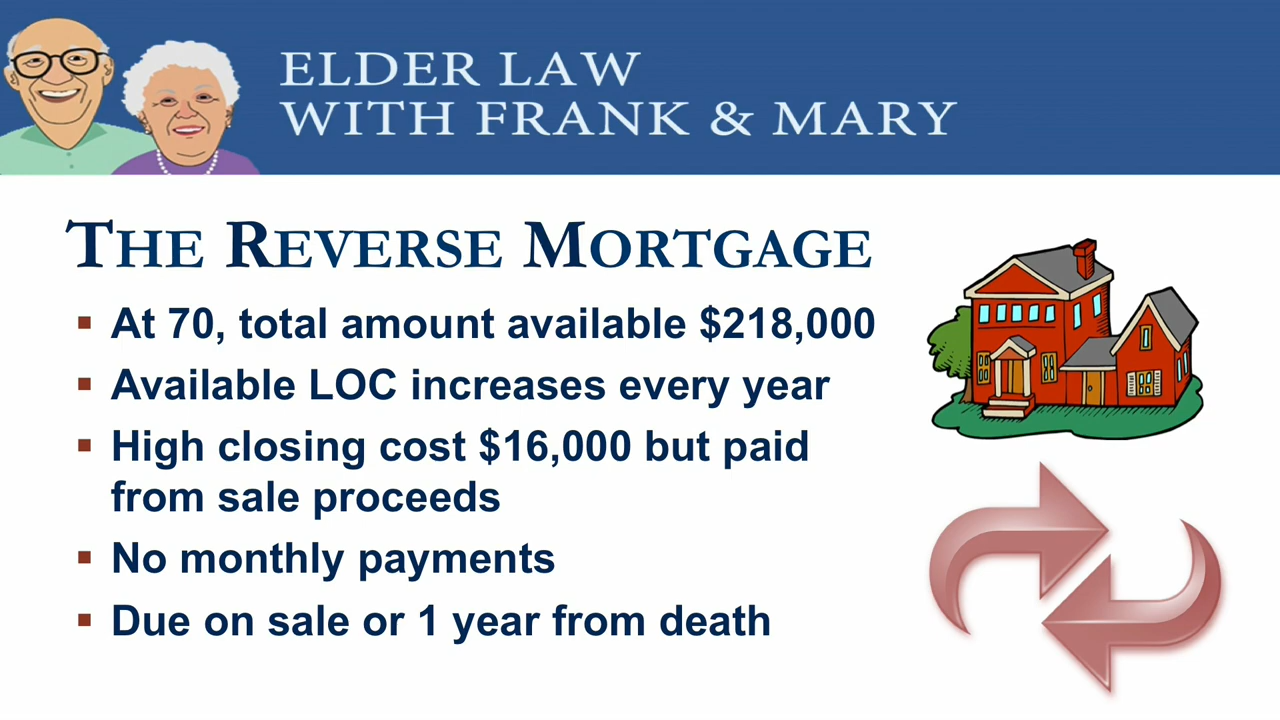 ELDER LAW
WITH FRANK & MARY
THE REVERSE MORTGAGE
▪ At 70, total amount available $218,000
▪ Available LOC increases every year
▪ High closing cost $16,000 but paid
from sale proceeds
▪ No monthly payments
▪ Due on sale or 1 year from death